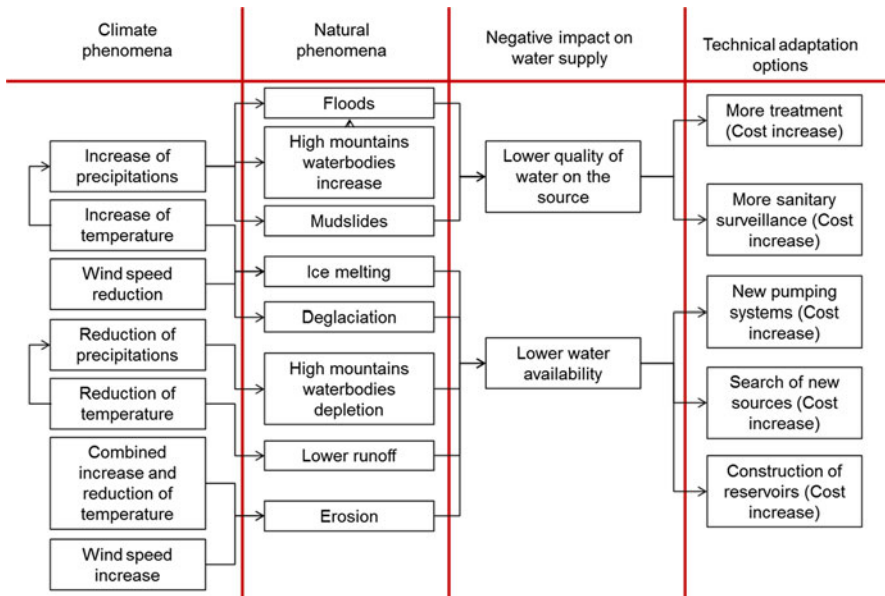 Climate
phenomena
Natural
phenomena
Negative impact on
water supply
Technical adaptation
options
Increase of
precipitations
Increase of
temperature
Wind speed
reduction
Reduction of
precipitations
Reduction of
temperature
Combined
increase and
reduction of
temperature
Wind speed
increase
Floods
High mountains
waterbodies
increase
Mudslides
Ice melting
Deglaciation
High mountains
waterbodies
depletion
Lower runoff
Erosion
Lower quality of
water on the
source
Lower water
availability
More treatment
(Cost increase)
More sanitary
surveillance (Cost
increase)
New pumping
systems (Cost
increase)
Search of new
sources (Cost
increase)
Construction of
reservoirs (Cost
increase)